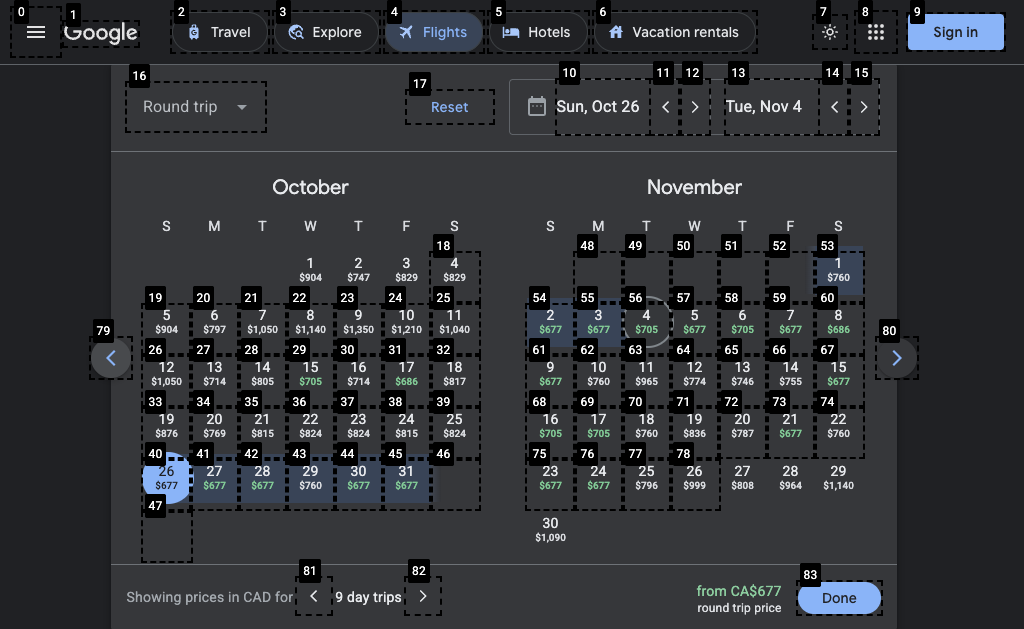 0 1 2 3 4 5 6 7 8 9
Google Travel Explore Flights Hotels Vacation rentals Sign in
16 17 10 11 12 13 14 15
Round trip Reset Sun, Oct 26 Tue, Nov 4
October November
S M T W T F S S M T W T F S
18 48 49 50 51 52 53
1 2 3 4 1
$904 $747 $829 $829 $760
19 20 21 22 23 24 25 54 55 56 57 58 59 60
5 6 7 8 9 10 11 2 3 4 5 6 7 8
$904 $797 $1,050 $1,140 $1,350 $1,210 $1,040 $677 $677 $705 $677 $705 $677 $686
79 80
26 27 28 29 30 31 32 61 62 63 64 65 66 67
12 13 14 15 16 17 18 9 10 11 12 13 14 15
$1,050 $714 $805 $705 $714 $686 $817 $677 $760 $965 $774 $746 $755 $677
33 34 35 36 37 38 39 68 69 70 71 72 73 74
19 20 21 22 23 24 25 16 17 18 19 20 21 22
$876 $769 $815 $824 $824 $815 $824 $705 $705 $760 $836 $787 $677 $760
40 41 42 43 44 45 46 75 76 77 78
26 27 28 29 30 31 23 24 25 26 27 28 29
$677 $677 $677 $760 $677 $677 $677 $677 $796 $999 $808 $964 $1,140
47
30
$1,090
81 82 83
Showing prices in CAD for 9 day trips from CA$677 Done
round trip price